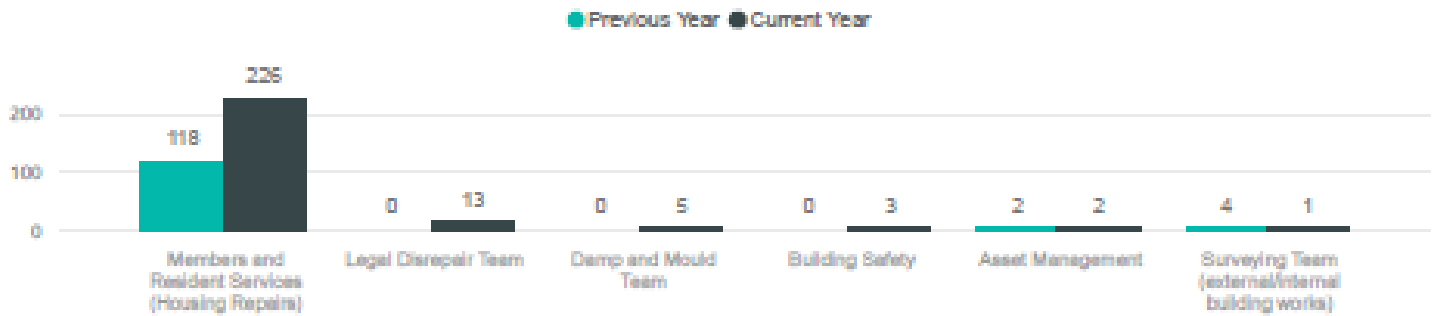 Previous Year Current Year
226
200
118
100
0 13 0 5 0 3 2 2 4 1
0
Members and Resident Services (Housing Repairs)
Legal Disrepair Team
Damp and Mould Team
Building Safety
Asset Management
Surveying Team (external/internal building works)